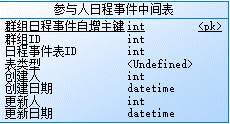 参与人日程事件中间表
群组日程事件自增主键 int <pk>
群组ID int
日程事件表ID int
表类型 <Undefined>
创建人 int
创建日期 datetime
更新人 int
更新日期 datetime